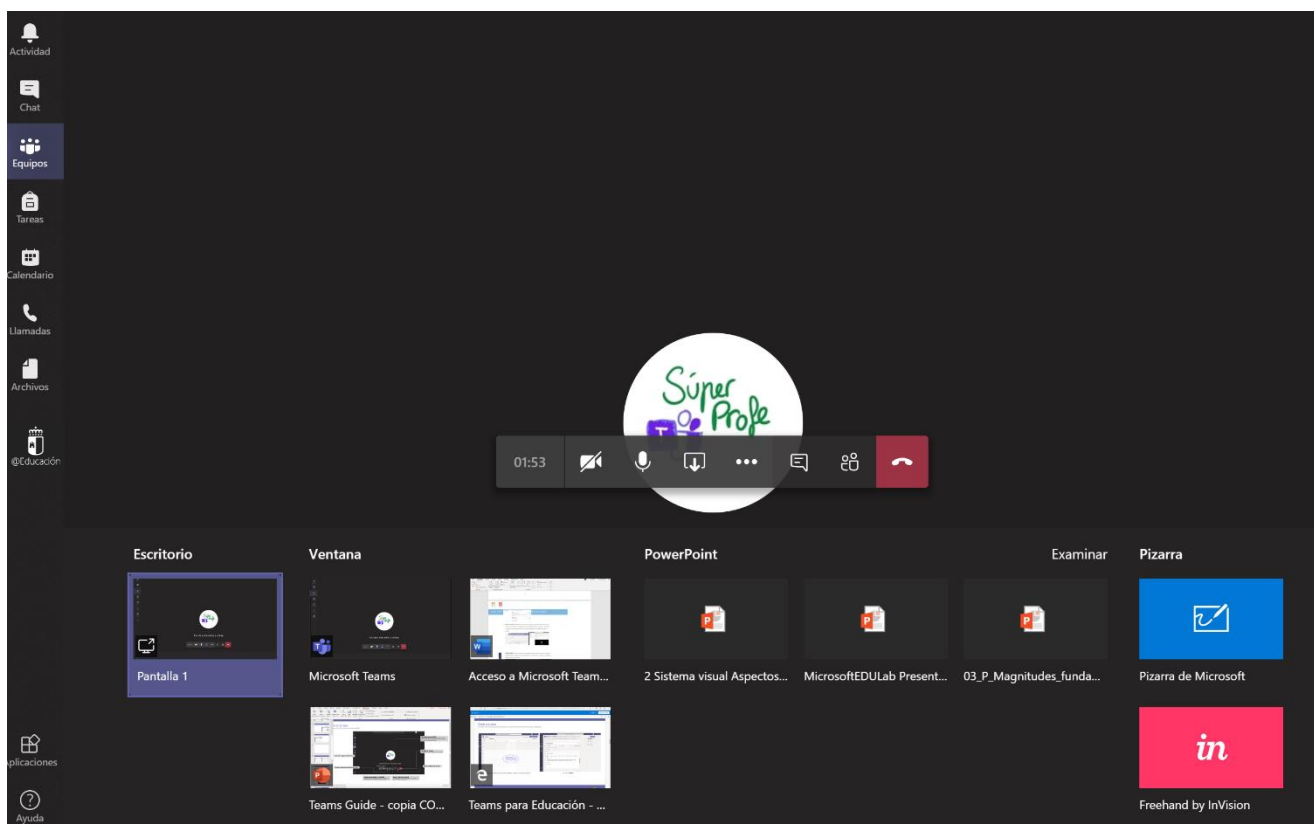 Actividad
Chat
Equipos
Tareas
Calendario
Llamadas
Archivos
@Educación
plicaciones
Ayuda
Súper
Profe
T
01:53
Escritorio
Ventana
PowerPoint
Examinar
Pizarra
Pantalla 1
Microsoft Teams
Acceso a Microsoft Team...
2 Sistema visual Aspectos...
MicrosoftEDULab Present...
03_P_Magnitudes_funda...
Pizarra de Microsoft
in
Teams Guide - copia CO...
Teams para Educación - ...
Freehand by InVision